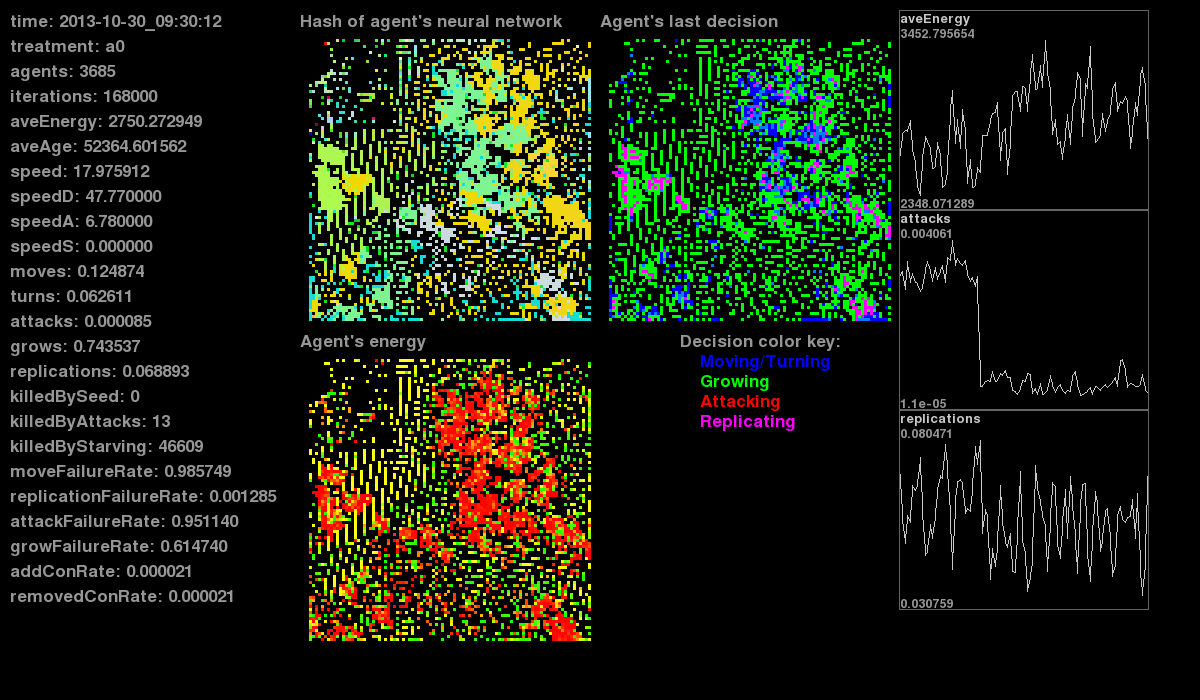 time: 2013-10-30_09:30:12
treatment: a0
agents: 3685
iterations: 168000
aveEnergy: 2750.272949
aveAge: 52364.601562
speed: 17.975912
speedD: 47.770000
speedA: 6.780000
speedS: 0.000000
moves: 0.124874
turns: 0.062611
attacks: 0.000085
grows: 0.743537
replications: 0.068893
killedBySeed: 0
killedByAttacks: 13
killedByStarving: 46609
moveFailureRate: 0.985749
replicationFailureRate: 0.001285
attackFailureRate: 0.951140
growFailureRate: 0.614740
addConRate: 0.000021
removedConRate: 0.000021
Hash of agent's neural network
Agent's last decision
Agent's energy
Decision color key:
Moving/Turning
Growing
Attacking
Replicating
aveEnergy
3452.795654
2348.071289
attacks
0.004061
1.1e-05
replications
0.080471
0.030759